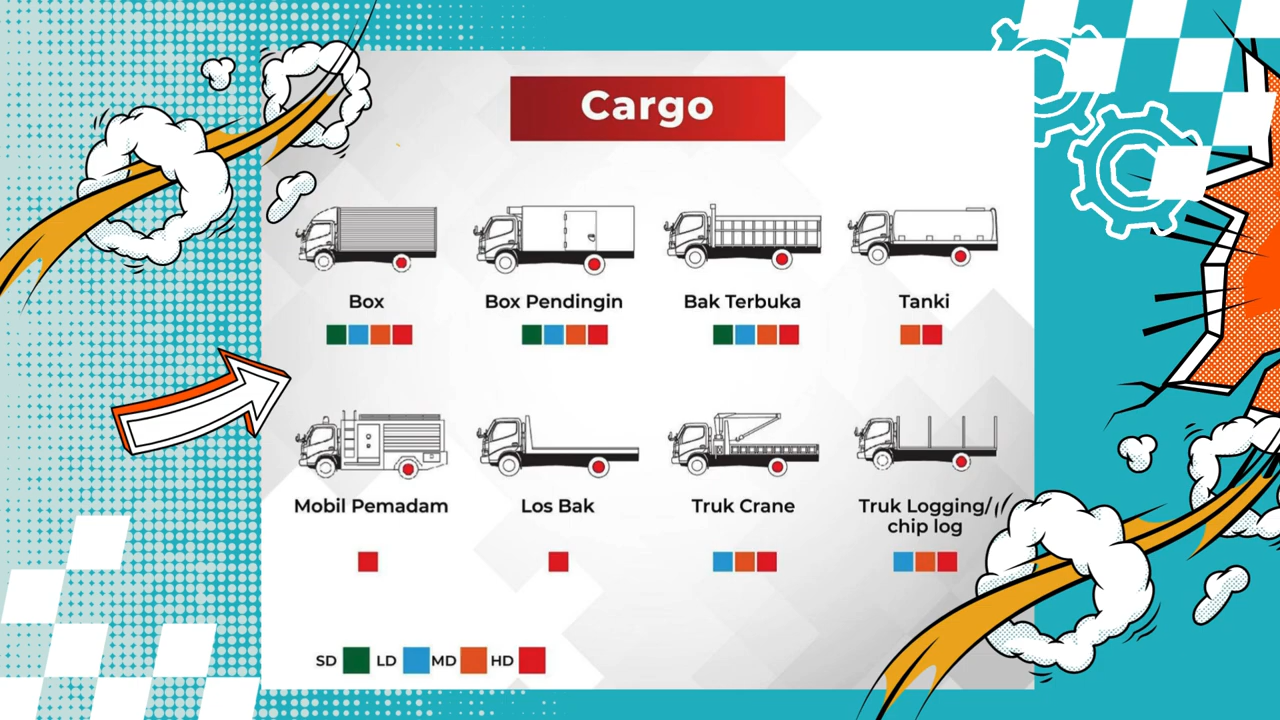 Cargo
Box
Box Pendingin
Bak Terbuka
Tanki
Mobil Pemadam
Los Bak
Truk Crane
Truk Logging/
chip log
SD LD MD HD